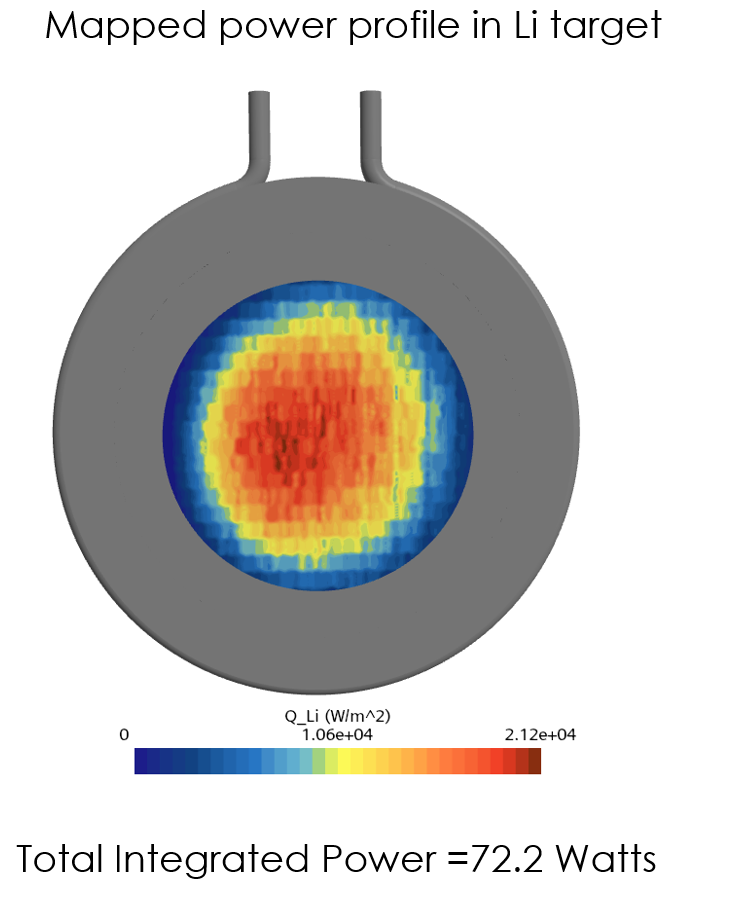 Mapped power profile in Li target
Q_Li (W/m^2)
0 1.06e+04 2.12e+04
Total Integrated Power =72.2 Watts